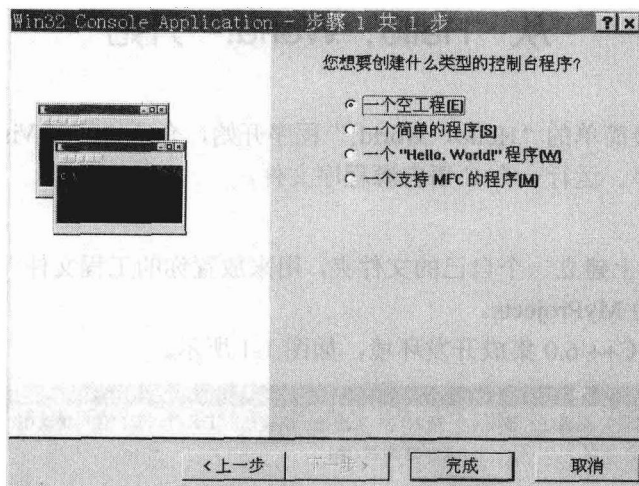 Win32 Console Application - 步骤 1 共 1 步
您想要创建什么类型的控制台程序?
一个空工程(E)
一个简单的程序(S)
一个 "Hello, World!" 程序(W)
一个支持 MFC 的程序(M)
C:\
<上一步
完成
取消